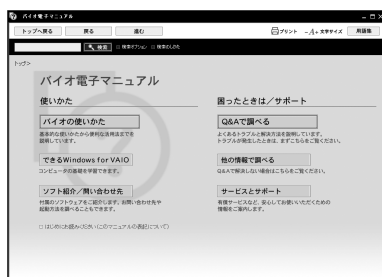 バイオ電子マニュアル
トップへ戻る 戻る 進む プリント -A+ 文字サイズ 用語集
検索 検索オプション 検索のしかた
トップ>
バイオ電子マニュアル
使いかた
バイオの使いかた
基本的な使いかたから便利な活用法までを
説明しています。
できるWindows for VAIO
コンピュータの基礎を学習できます。
ソフト紹介／問い合わせ先
付属のソフトウェアをご紹介します。お問い合わせ先や
起動方法を調べることもできます。
はじめにお読みください(このマニュアルの表記について)
困ったときは／サポート
Q&Aで調べる
よくあるトラブルと解決方法を説明しています。
トラブルが発生したときは、まずこちらをご覧ください。
他の情報で調べる
Q&Aで解決しない場合はこちらをご覧ください。
サービスとサポート
有償サービスなど、安心してお使いいただくための
情報をご案内します。